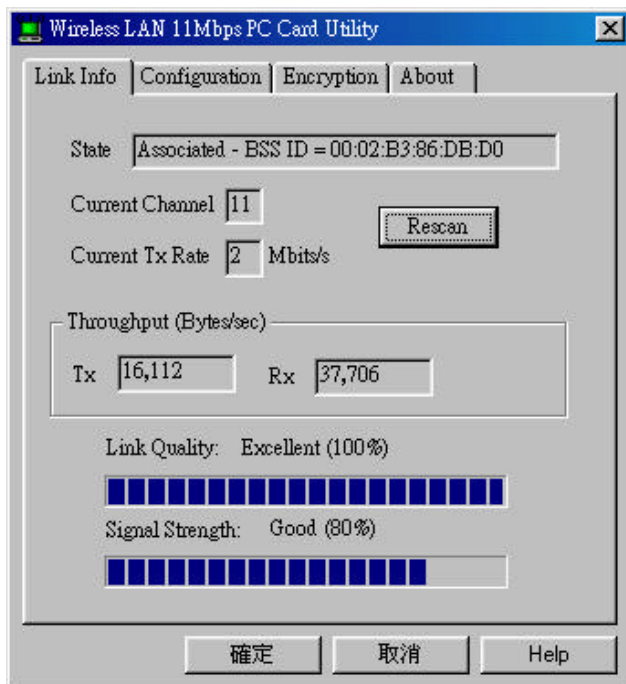 Wireless LAN 11Mbps PC Card Utility
Link Info Configuration Encryption About
State Associated - BSS ID = 00:02:B3:86:DB:D0
Current Channel 11
Rescan
Current Tx Rate 2 Mbits/s
Throughput (Bytes/sec)
Tx 16,112 Rx 37,706
Link Quality: Excellent (100%)
Signal Strength: Good (80%)
確定 取消 Help